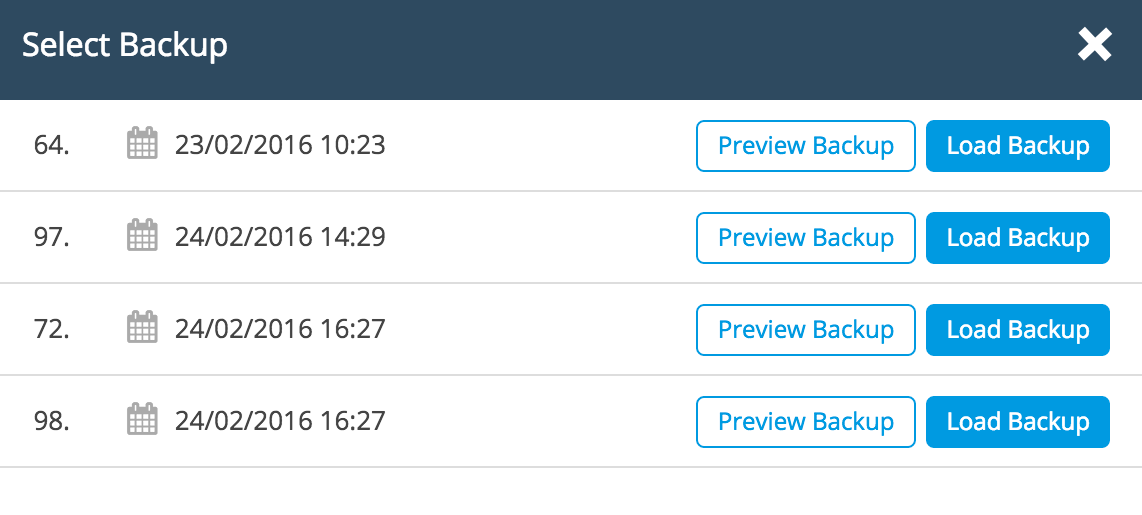 Select Backup
64. 23/02/2016 10:23 Preview Backup Load Backup
97. 24/02/2016 14:29 Preview Backup Load Backup
72. 24/02/2016 16:27 Preview Backup Load Backup
98. 24/02/2016 16:27 Preview Backup Load Backup